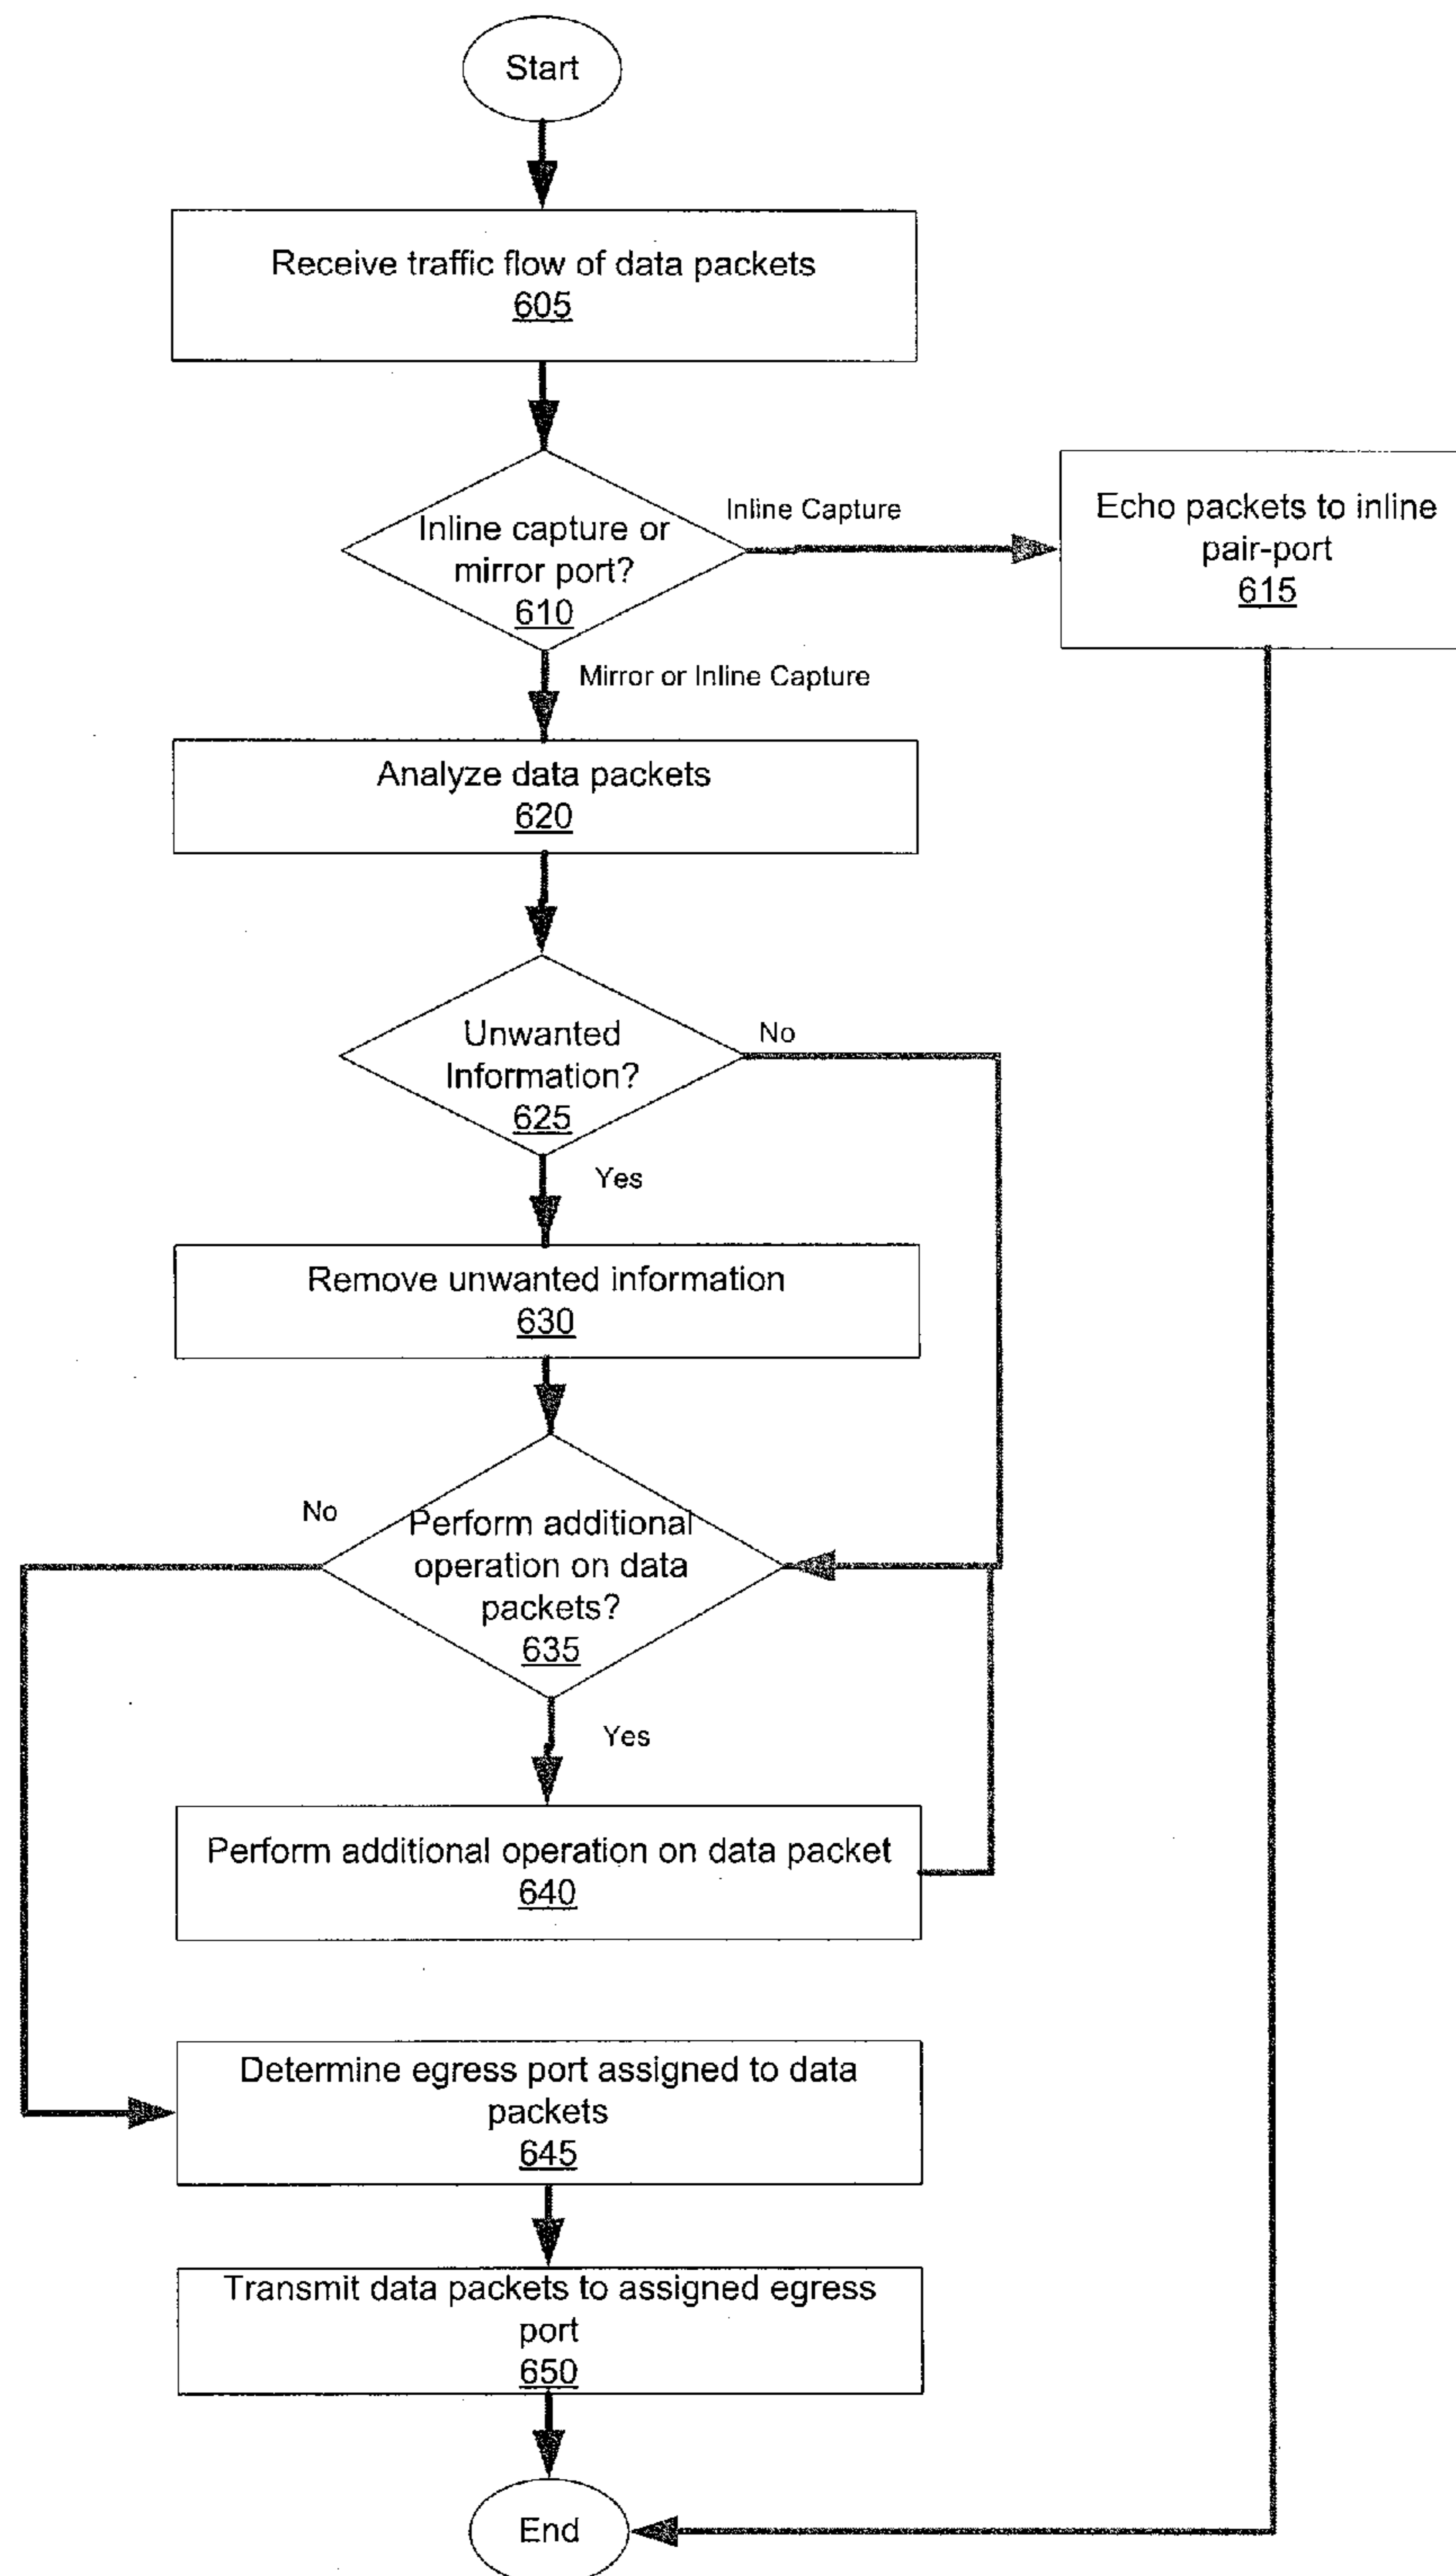 Start
Receive traffic flow of data packets
605
Inline capture or
mirror port?
610
Inline Capture
Echo packets to inline
pair-port
615
Mirror or Inline Capture
Analyze data packets
620
Unwanted
Information?
625
No
Yes
Remove unwanted information
630
No
Perform additional
operation on data
packets?
635
Yes
Perform additional operation on data packet
640
Determine egress port assigned to data
packets
645
Transmit data packets to assigned egress
port
650
End